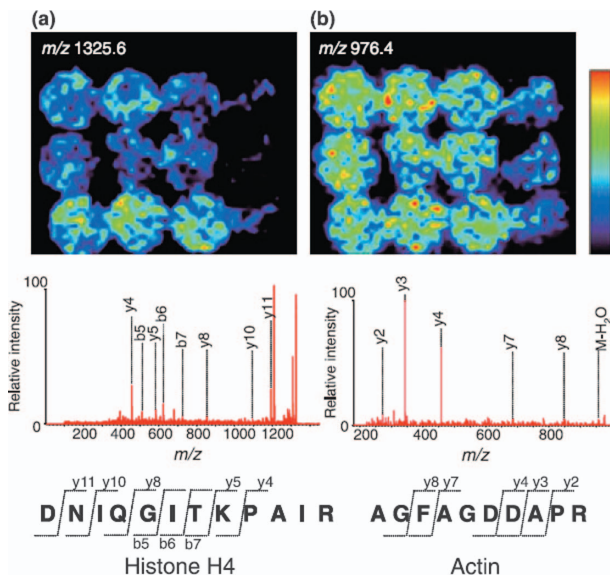 (a)
m/z 1325.6
(b)
m/z 976.4
100
Relative intensity
0
y4
b5
y5
b6
b7
y8
y10
y11
200 400 600 800 1000 1200
m/z
100
Relative intensity
0
y2
y3
y4
y7
y8
M-H₂O
200 400 600 800
m/z
y11 y10 y8 y5 y4
D N I Q G I T K P A I R
b5 b6 b7
Histone H4
y8 y7 y4 y3 y2
A G F A G D D A P R
Actin